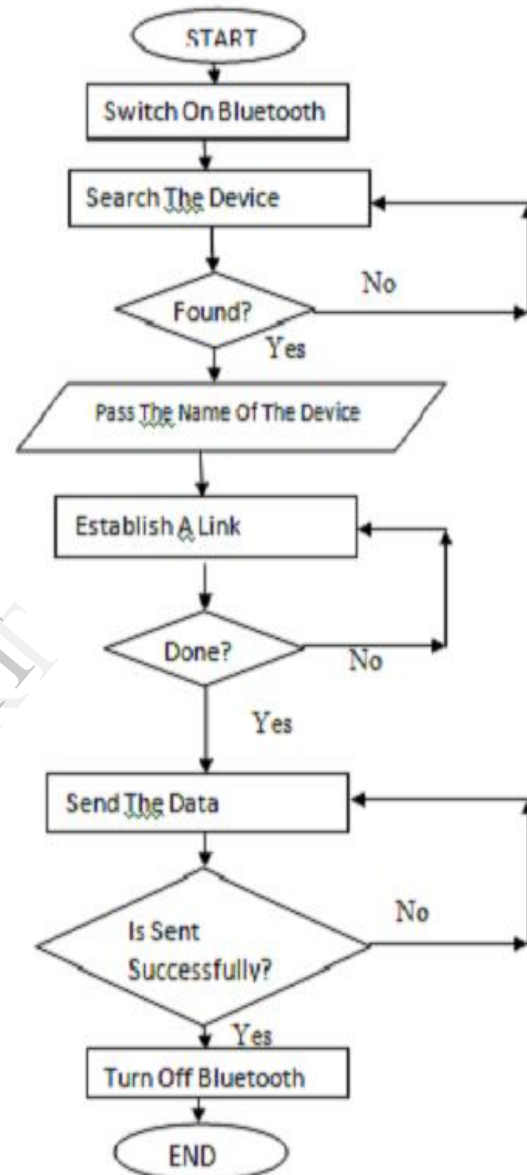 START
Switch On Bluetooth
Search The Device
No
Found?
Yes
Pass The Name Of The Device
Establish A Link
Done?
No
Yes
Send The Data
No
Is Sent
Successfully?
Yes
Turn Off Bluetooth
END